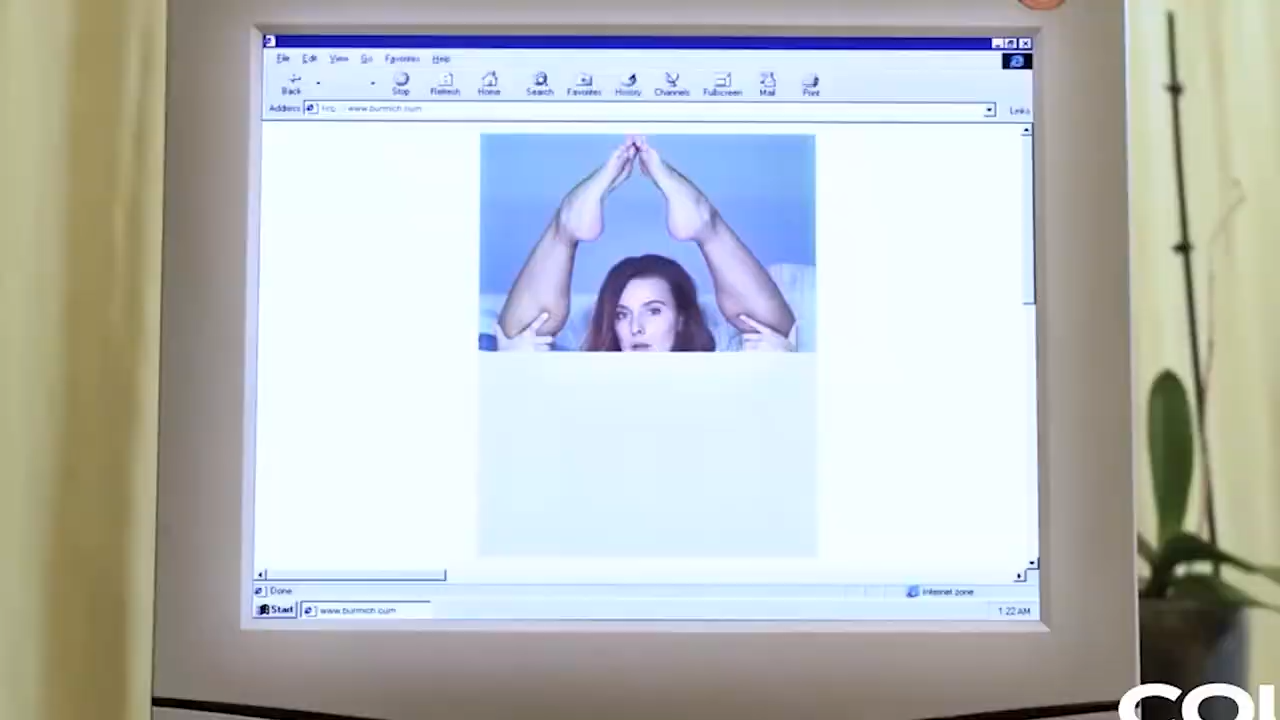 File Edit View Go Favorites Help
Back Stop Refresh Home Search Favorites History Channels Fullscreen Mail Print
Address Links
Done Internet zone
Start 1:22 AM
COL